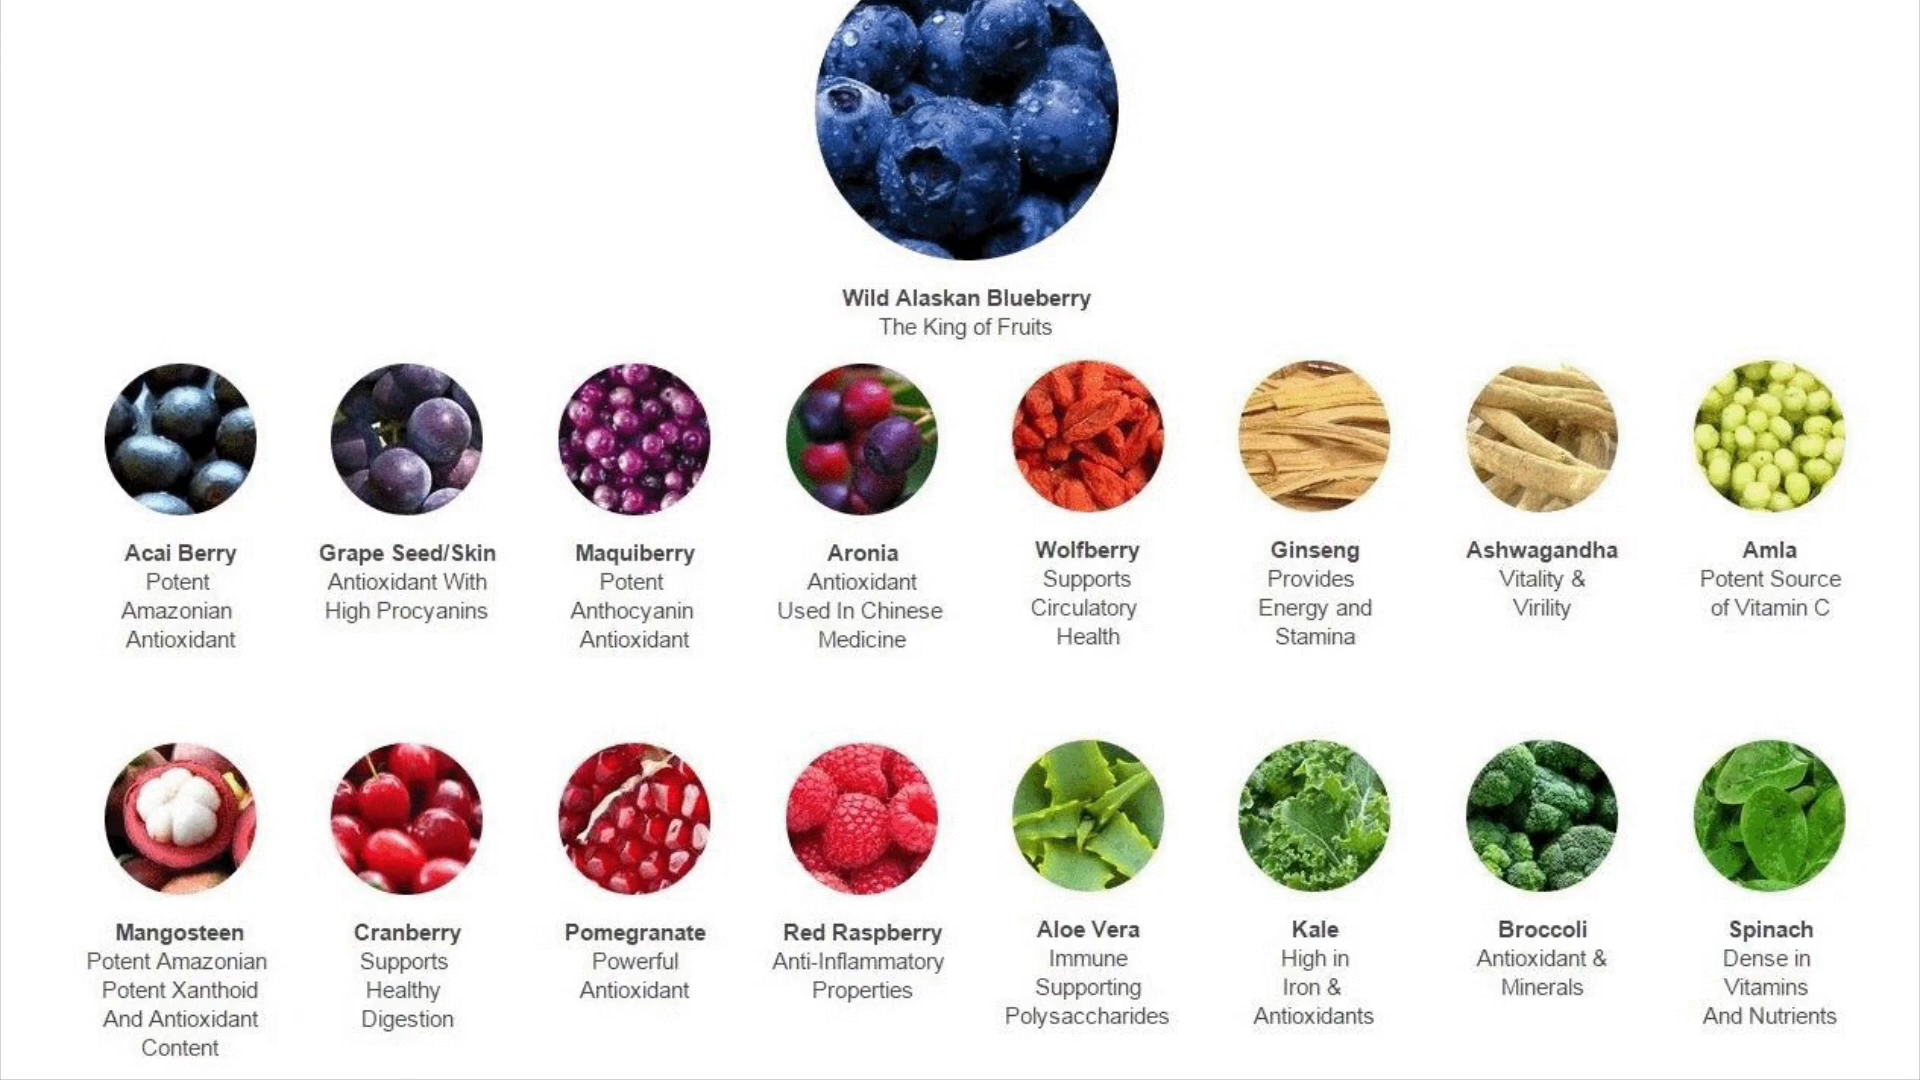 Wild Alaskan Blueberry
The King of Fruits
Acai Berry
Potent
Amazonian
Antioxidant
Grape Seed/Skin
Antioxidant With
High Procyanins
Maquiberry
Potent
Anthocyanin
Antioxidant
Aronia
Antioxidant
Used In Chinese
Medicine
Wolfberry
Supports
Circulatory
Health
Ginseng
Provides
Energy and
Stamina
Ashwagandha
Vitality &
Virility
Amla
Potent Source
of Vitamin C
Mangosteen
Potent Amazonian
Potent Xanthoid
And Antioxidant
Content
Cranberry
Supports
Healthy
Digestion
Pomegranate
Powerful
Antioxidant
Red Raspberry
Anti-Inflammatory
Properties
Aloe Vera
Immune
Supporting
Polysaccharides
Kale
High in
Iron &
Antioxidants
Broccoli
Antioxidant &
Minerals
Spinach
Dense in
Vitamins
And Nutrients